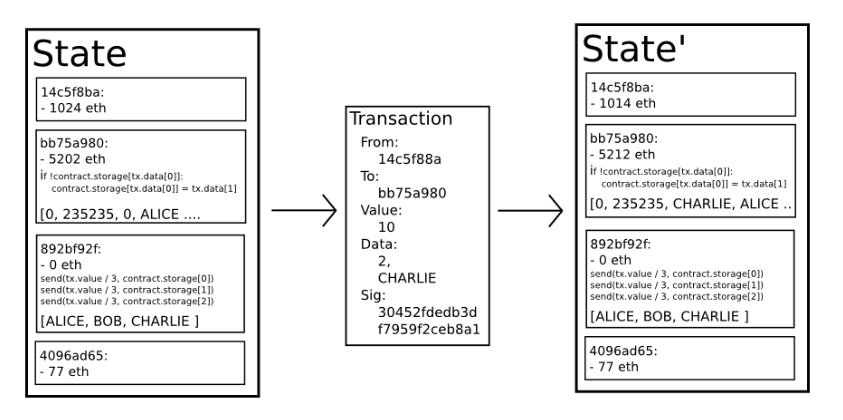 State
14c5f8ba:
- 1024 eth
bb75a980:
- 5202 eth
if !contract.storage[tx.data[0]]:
contract.storage[tx.data[0]] = tx.data[1]
[0, 235235, 0, ALICE ....
892bf92f:
- 0 eth
send(tx.value / 3, contract.storage[0])
send(tx.value / 3, contract.storage[1])
send(tx.value / 3, contract.storage[2])
[ALICE, BOB, CHARLIE ]
4096ad65:
- 77 eth
Transaction
From:
14c5f88a
To:
bb75a980
Value:
10
Data:
2,
CHARLIE
Sig:
30452fdedb3d
f7959f2ceb8a1
State'
14c5f8ba:
- 1014 eth
bb75a980:
- 5212 eth
if !contract.storage[tx.data[0]]:
contract.storage[tx.data[0]] = tx.data[1]
[0, 235235, CHARLIE, ALICE ..
892bf92f:
- 0 eth
send(tx.value / 3, contract.storage[0])
send(tx.value / 3, contract.storage[1])
send(tx.value / 3, contract.storage[2])
[ALICE, BOB, CHARLIE ]
4096ad65:
- 77 eth